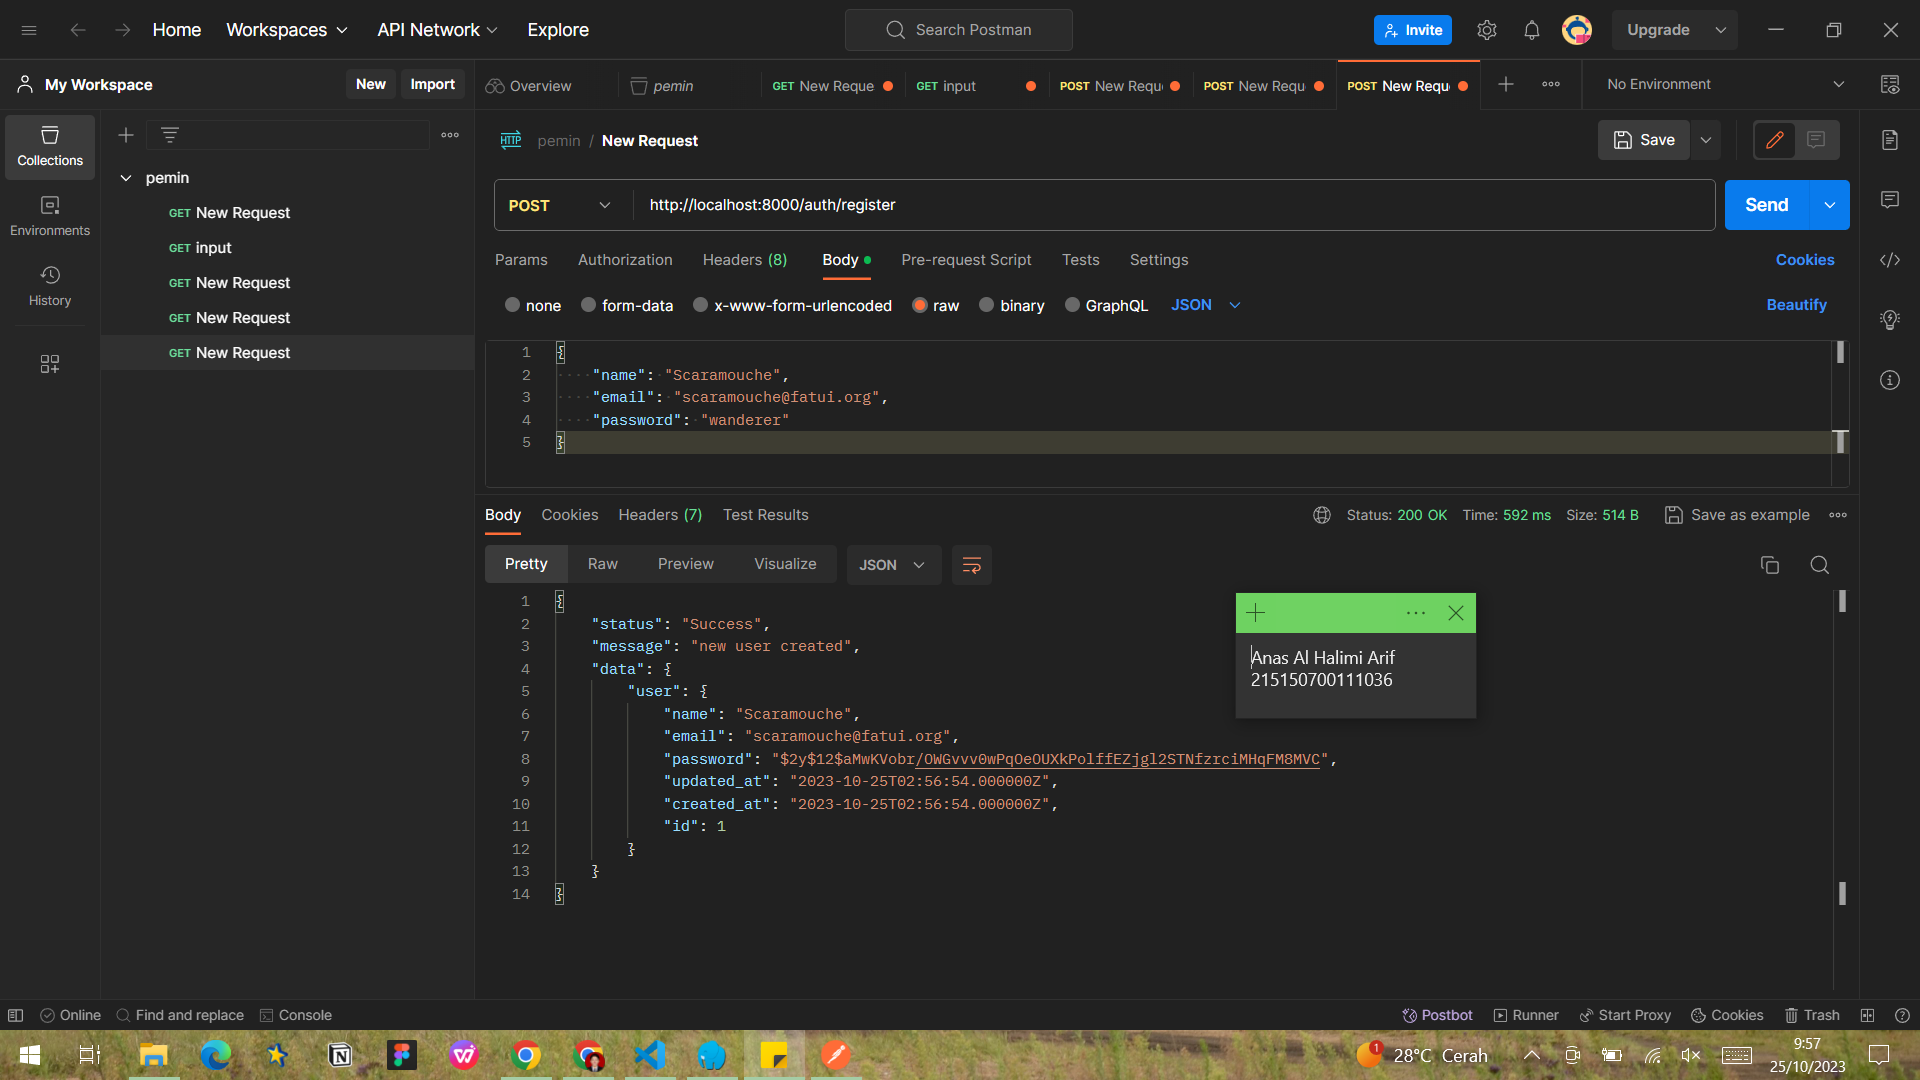 Home Workspaces API Network Explore Search Postman Invite Upgrade
My Workspace New Import Overview pemin GET New Reque GET input POST New Requ POST New Requ POST New Requ No Environment
Collections
Environments
History
pemin
GET New Request
GET input
GET New Request
GET New Request
GET New Request
HTTP pemin / New Request Save
POST http://localhost:8000/auth/register Send
Params Authorization Headers (8) Body Pre-request Script Tests Settings Cookies
none form-data x-www-form-urlencoded raw binary GraphQL JSON Beautify
1 {
2 "name": "Scaramouche",
3 "email": "scaramouche@fatui.org",
4 "password": "wanderer"
5 }
Body Cookies Headers (7) Test Results Status: 200 OK Time: 592 ms Size: 514 B Save as example
Pretty Raw Preview Visualize JSON
1 {
2 "status": "Success",
3 "message": "new user created",
4 "data": {
5 "user": {
6 "name": "Scaramouche",
7 "email": "scaramouche@fatui.org",
8 "password": "$2y$12$aMwKVobr/OWGvvv0wPqOeOUXkPolffEZjgl2STNfzrciMHqFM8MVC",
9 "updated_at": "2023-10-25T02:56:54.000000Z",
10 "created_at": "2023-10-25T02:56:54.000000Z",
11 "id": 1
12 }
13 }
14 }
Anas Al Halimi Arif
215150700111036
Online Find and replace Console Postbot Runner Start Proxy Cookies Trash
1 28°C Cerah 9:57
25/10/2023